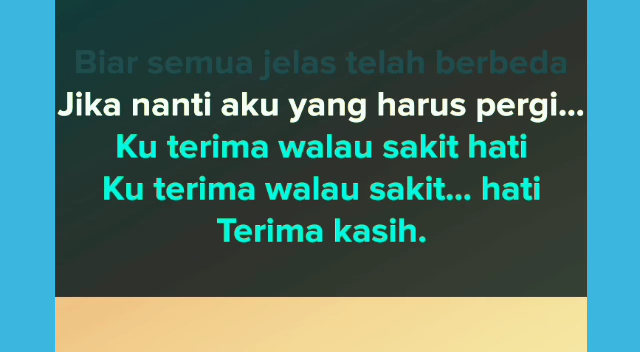 Biar semua jelas telah berbeda
Jika nanti aku yang harus pergi...
Ku terima walau sakit hati
Ku terima walau sakit... hati
Terima kasih.